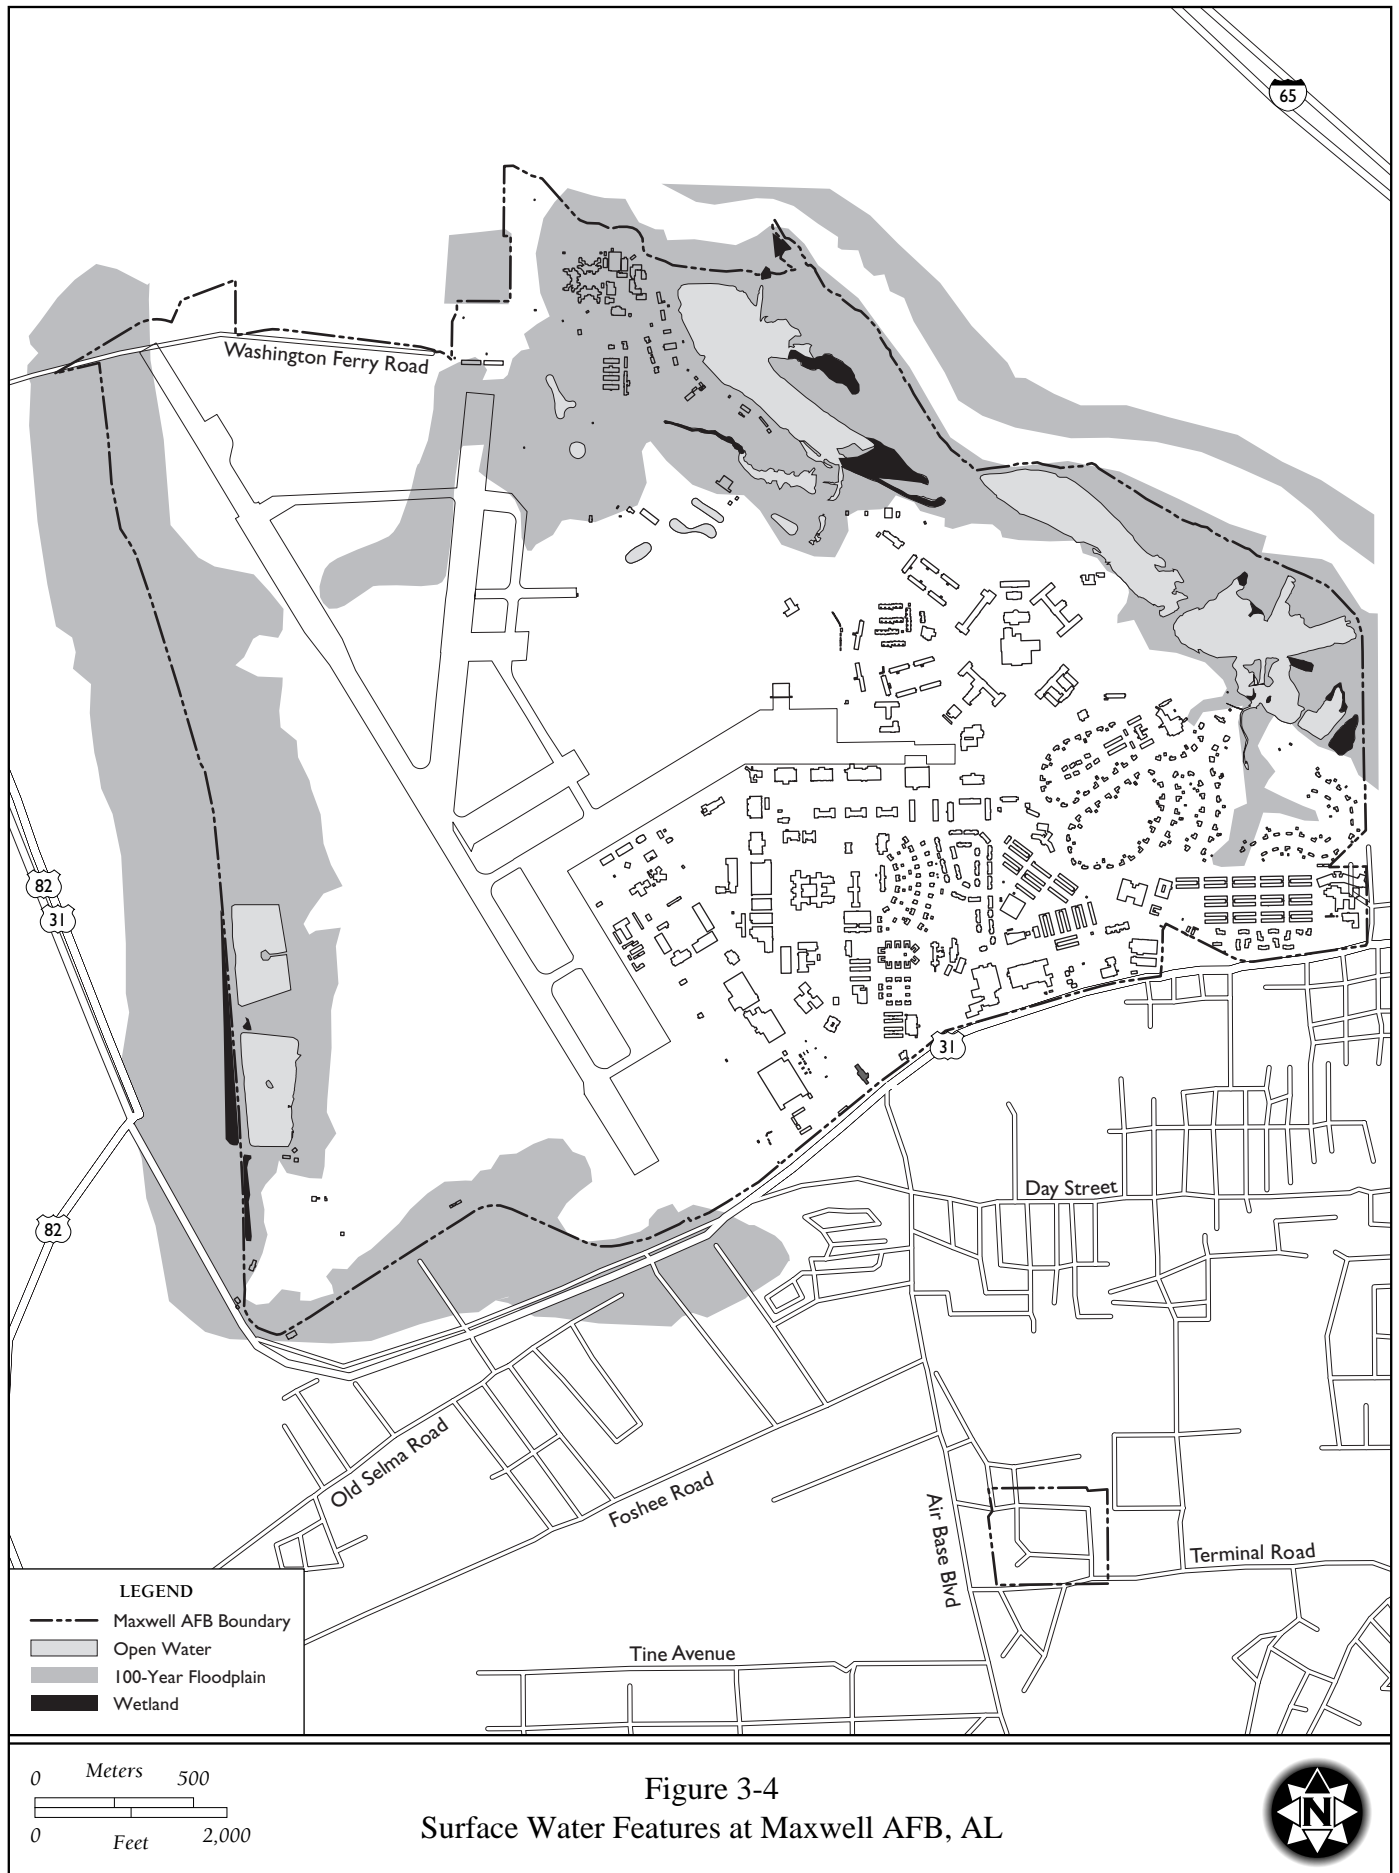 65
Washington Ferry Road
82
31
31
82
Day Street
Old Selma Road
Foshee Road
Air Base Blvd
Terminal Road
Tine Avenue
LEGEND
Maxwell AFB Boundary
Open Water
100-Year Floodplain
Wetland
0 Meters 500
0 Feet 2,000
Figure 3-4
Surface Water Features at Maxwell AFB, AL
N